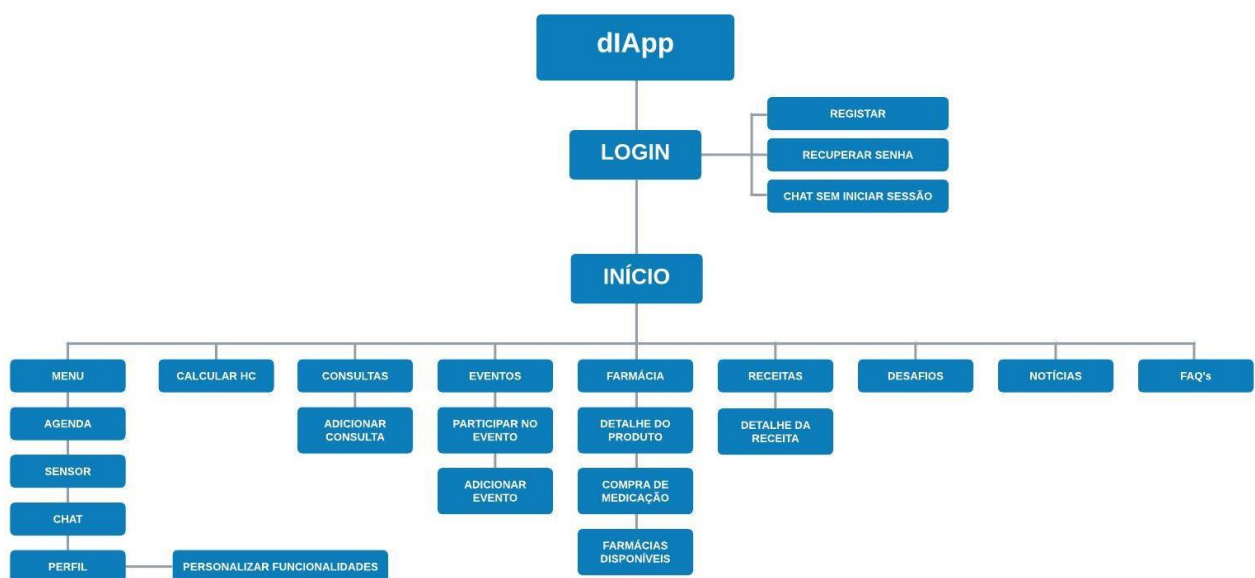 dIApp
REGISTAR
LOGIN
RECUPERAR SENHA
CHAT SEM INICIAR SESSÃO
INÍCIO
MENU
CALCULAR HC
CONSULTAS
EVENTOS
FARMÁCIA
RECEITAS
DESAFIOS
NOTÍCIAS
FAQ's
AGENDA
ADICIONAR
CONSULTA
PARTICIPAR NO
EVENTO
DETALHE DO
PRODUTO
DETALHE DA
RECEITA
SENSOR
ADICIONAR
EVENTO
COMPRA DE
MEDICAÇÃO
CHAT
FARMÁCIAS
DISPONÍVEIS
PERFIL
PERSONALIZAR FUNCIONALIDADES